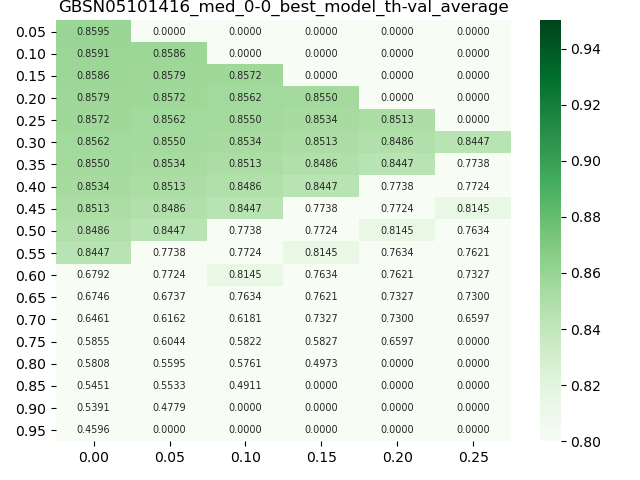 GBSN05101416_med_0-0_best_model_th-val_average
0.05 0.8595 0.0000 0.0000 0.0000 0.0000 0.0000
0.10 0.8591 0.8586 0.0000 0.0000 0.0000 0.0000
0.15 0.8586 0.8579 0.8572 0.0000 0.0000 0.0000
0.20 0.8579 0.8572 0.8562 0.8550 0.0000 0.0000
0.25 0.8572 0.8562 0.8550 0.8534 0.8513 0.0000
0.30 0.8562 0.8550 0.8534 0.8513 0.8486 0.8447
0.35 0.8550 0.8534 0.8513 0.8486 0.8447 0.7738
0.40 0.8534 0.8513 0.8486 0.8447 0.7738 0.7724
0.45 0.8513 0.8486 0.8447 0.7738 0.7724 0.8145
0.50 0.8486 0.8447 0.7738 0.7724 0.8145 0.7634
0.55 0.8447 0.7738 0.7724 0.8145 0.7634 0.7621
0.60 0.6792 0.7724 0.8145 0.7634 0.7621 0.7327
0.65 0.6746 0.6737 0.7634 0.7621 0.7327 0.7300
0.70 0.6461 0.6162 0.6181 0.7327 0.7300 0.6597
0.75 0.5855 0.6044 0.5822 0.5827 0.6597 0.0000
0.80 0.5808 0.5595 0.5761 0.4973 0.0000 0.0000
0.85 0.5451 0.5533 0.4911 0.0000 0.0000 0.0000
0.90 0.5391 0.4779 0.0000 0.0000 0.0000 0.0000
0.95 0.4596 0.0000 0.0000 0.0000 0.0000 0.0000
0.00 0.05 0.10 0.15 0.20 0.25
0.94
0.92
0.90
0.88
0.86
0.84
0.82
0.80